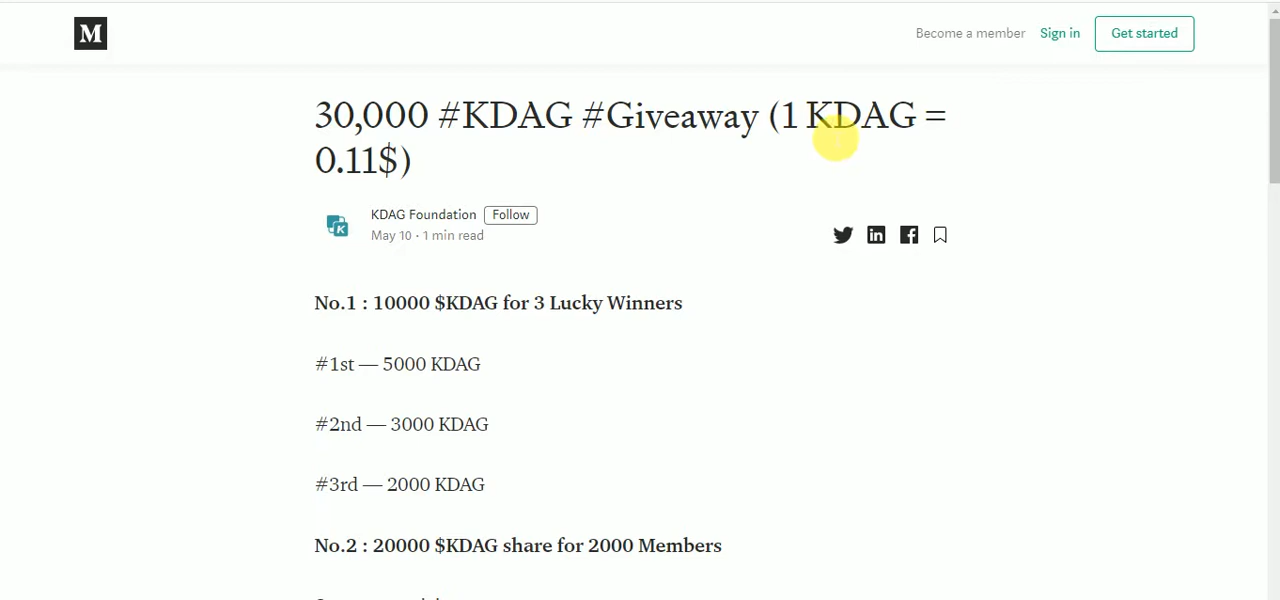 M
Become a member Sign in Get started
30,000 #KDAG #Giveaway (1 KDAG =
0.11$)
K
KDAG Foundation Follow
May 10 · 1 min read
No.1 : 10000 $KDAG for 3 Lucky Winners
#1st — 5000 KDAG
#2nd — 3000 KDAG
#3rd — 2000 KDAG
No.2 : 20000 $KDAG share for 2000 Members